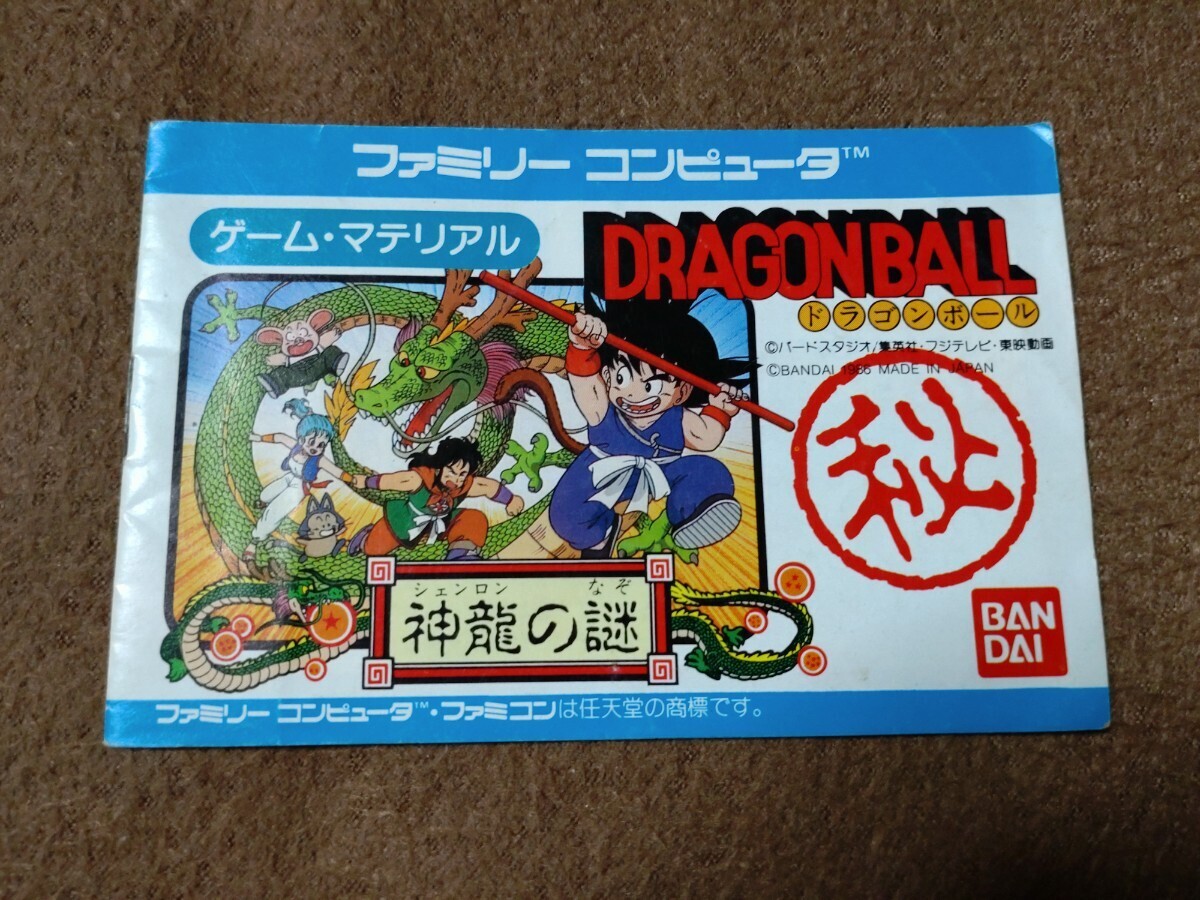 ファミリー コンピュータ™
ゲーム・マテリアル
DRAGONBALL
ドラゴンボール
©バードスタジオ/集英社・フジテレビ・東映動画
©BANDAI 1986 MADE IN JAPAN
秘
シェンロン なぞ
神龍の謎
BAN
DAI
ファミリー コンピュータ™・ファミコンは任天堂の商標です。